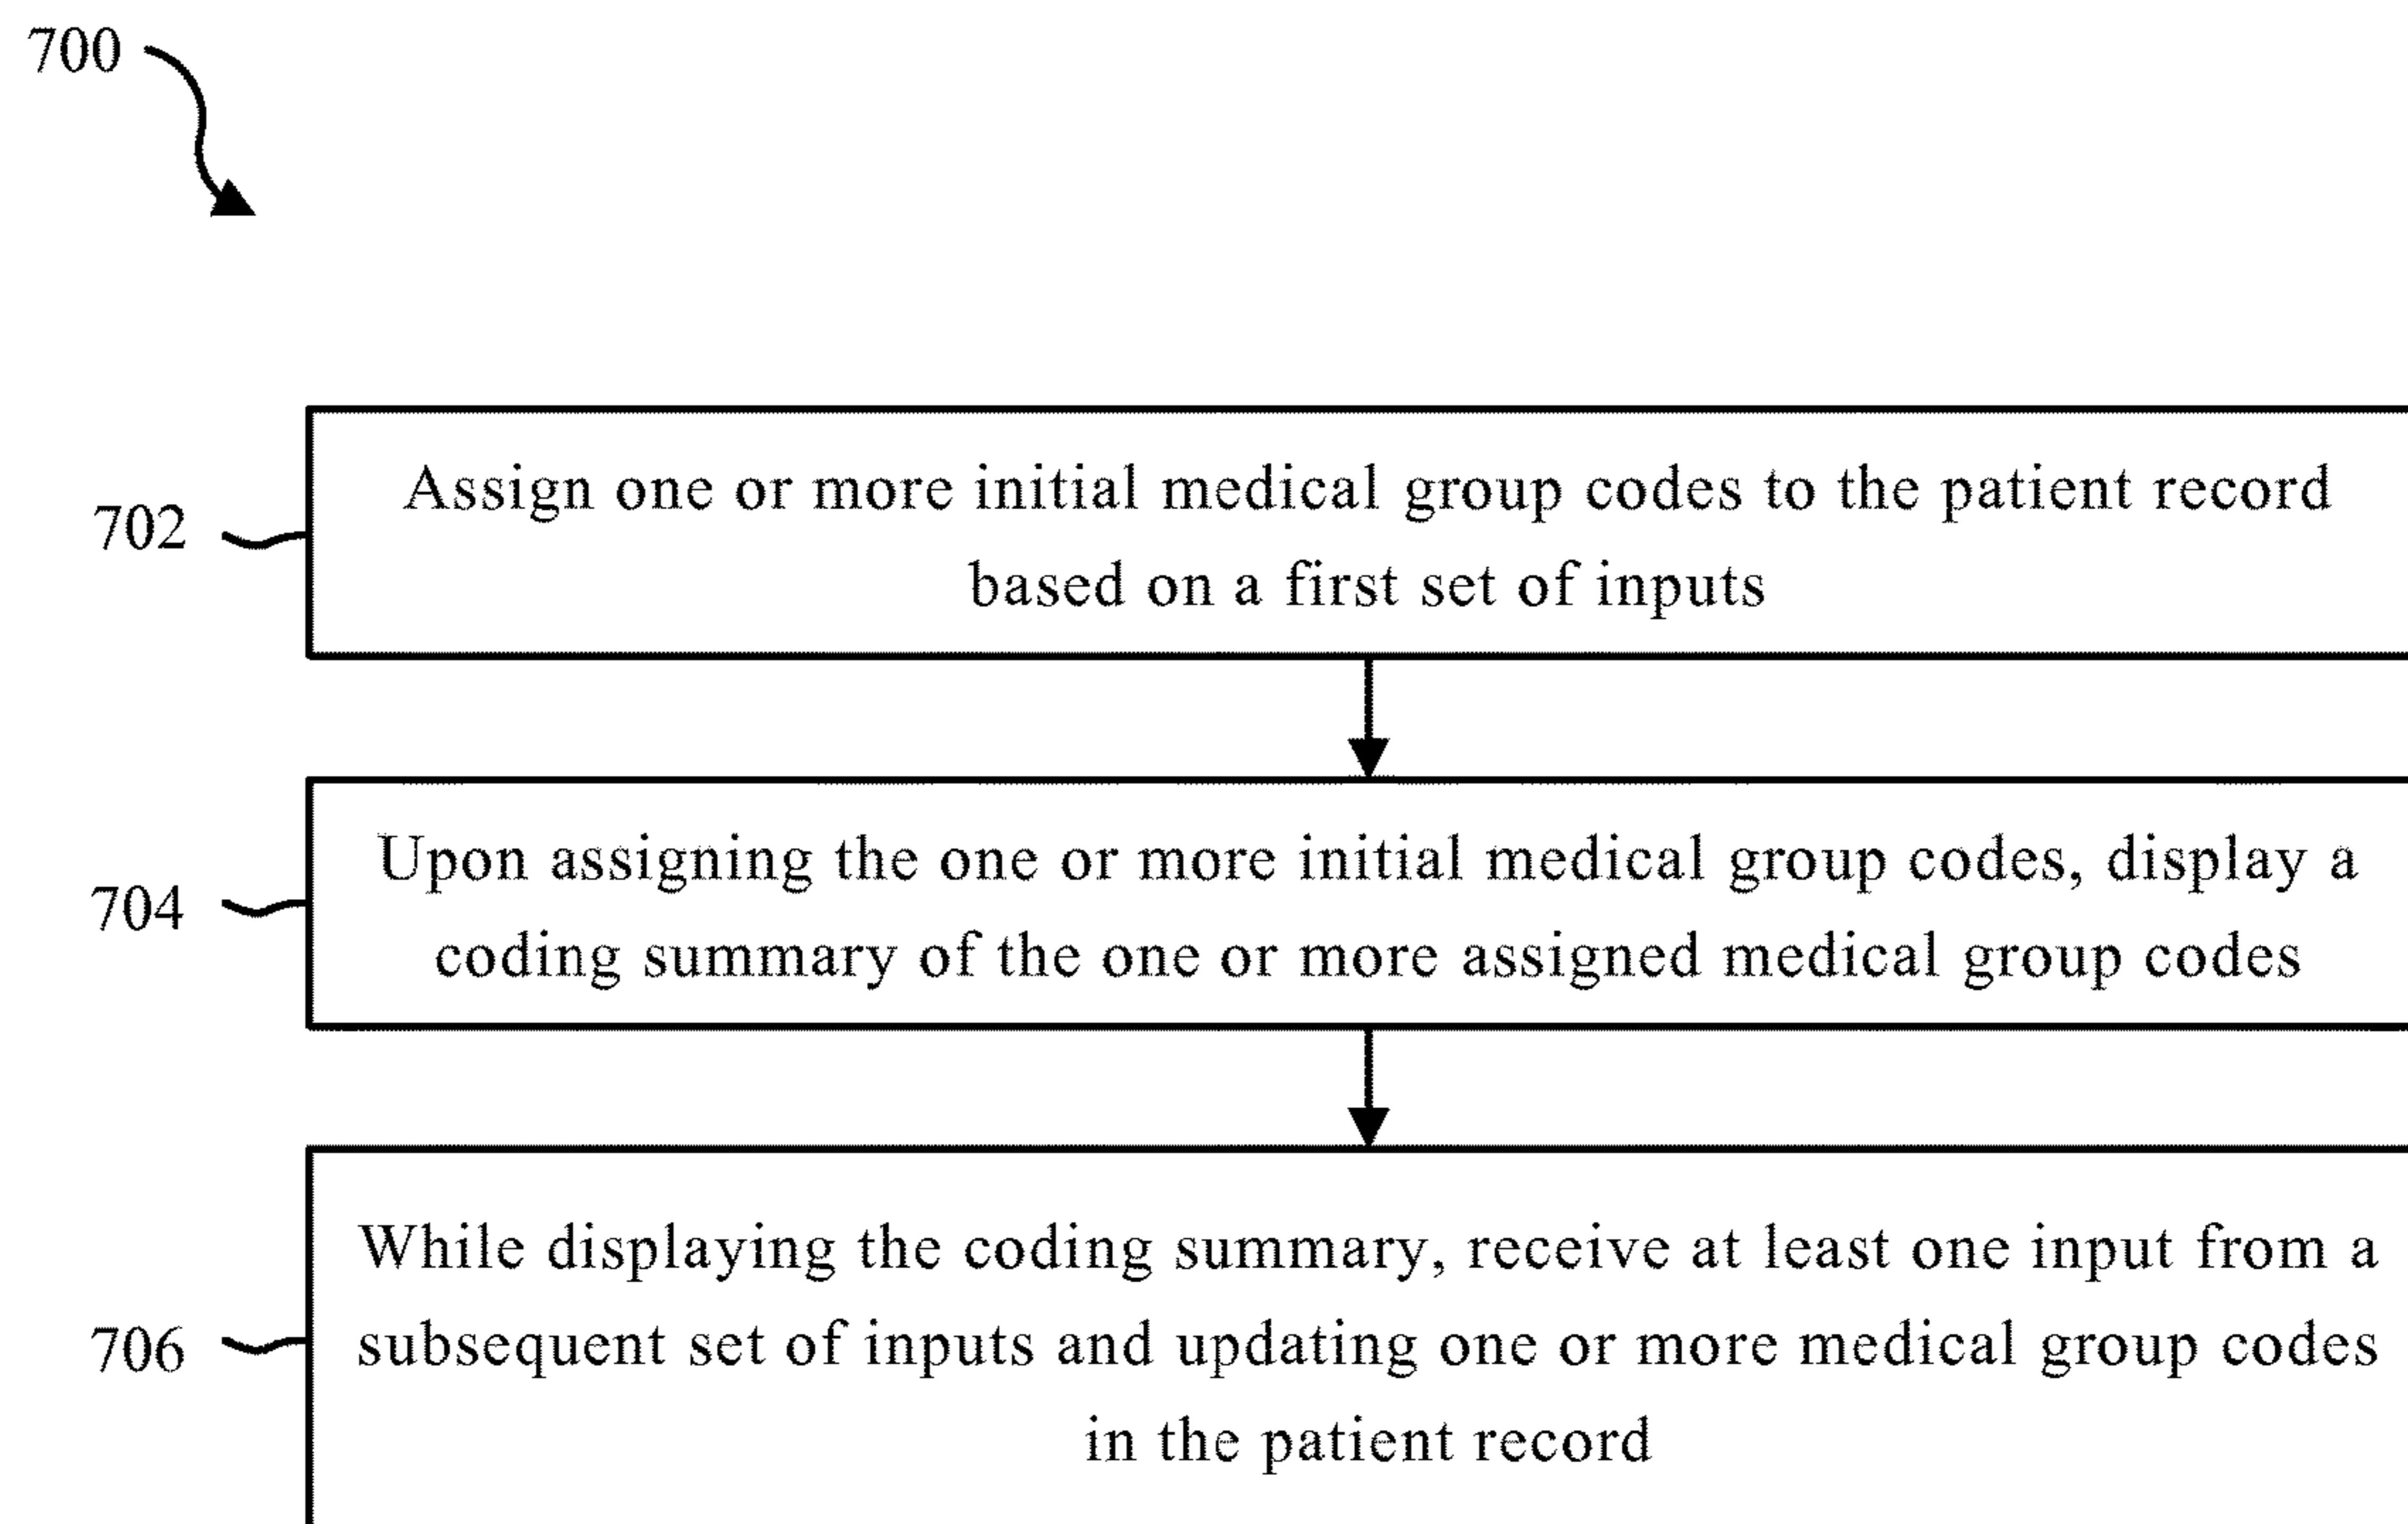 700
702
Assign one or more initial medical group codes to the patient record
based on a first set of inputs
704
Upon assigning the one or more initial medical group codes, display a
coding summary of the one or more assigned medical group codes
706
While displaying the coding summary, receive at least one input from a
subsequent set of inputs and updating one or more medical group codes
in the patient record